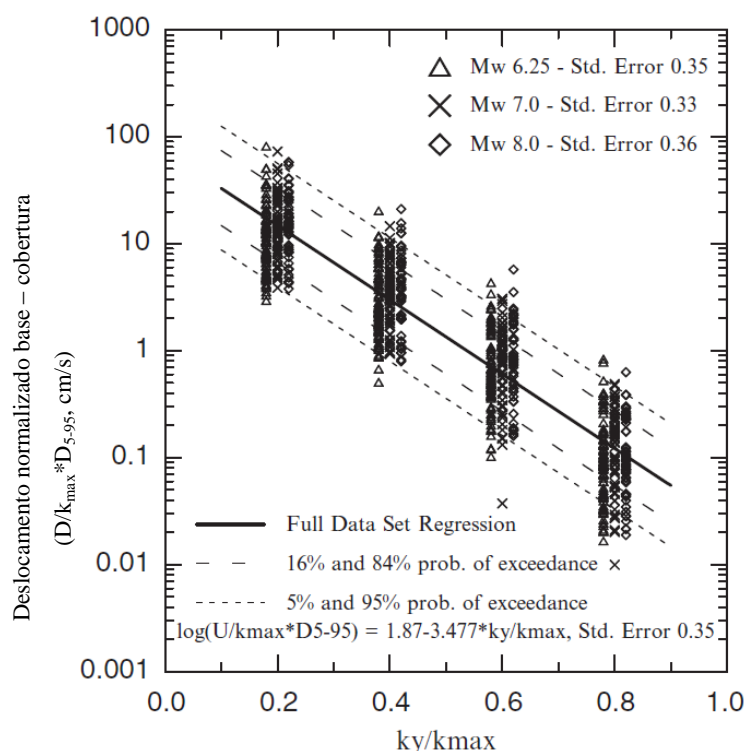 1000
100
10
1
0.1
0.01
0.001
Deslocamento normalizado base – cobertura
(D/kmax*D5-95, cm/s)
Mw 6.25 - Std. Error 0.35
Mw 7.0 - Std. Error 0.33
Mw 8.0 - Std. Error 0.36
Full Data Set Regression
16% and 84% prob. of exceedance
5% and 95% prob. of exceedance
log(U/kmax*D5-95) = 1.87-3.477*ky/kmax, Std. Error 0.35
0.0 0.2 0.4 0.6 0.8 1.0
ky/kmax